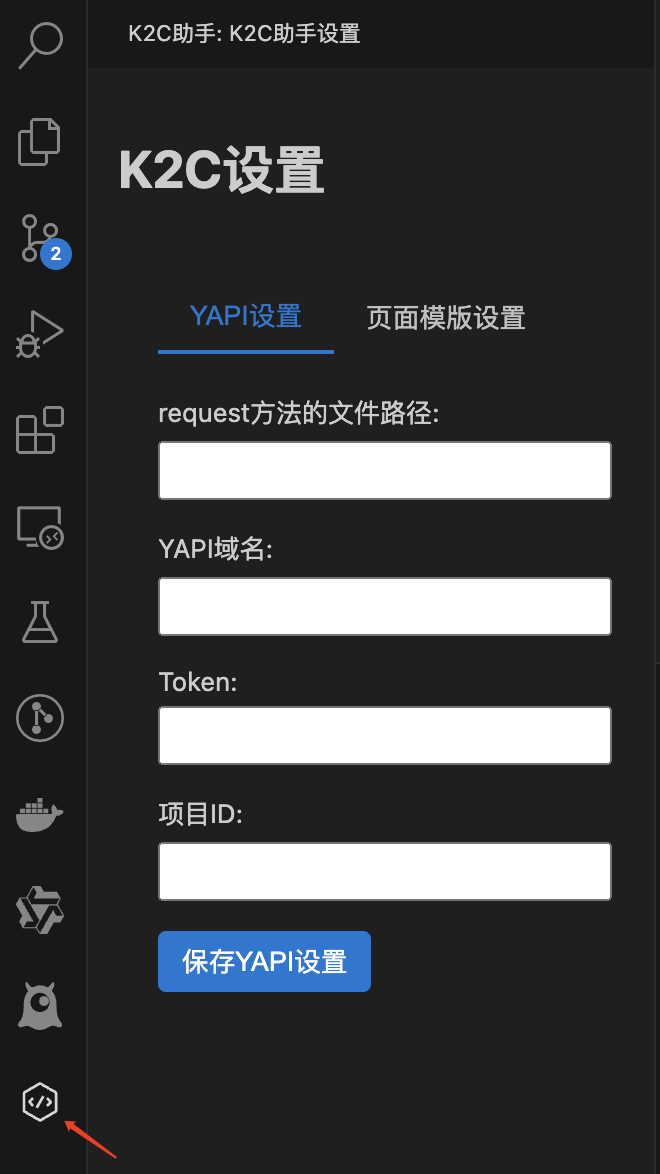 K2C助手: K2C助手设置
K2C设置
2
YAPI设置 页面模版设置
request方法的文件路径:
YAPI域名:
Token:
项目ID:
保存YAPI设置